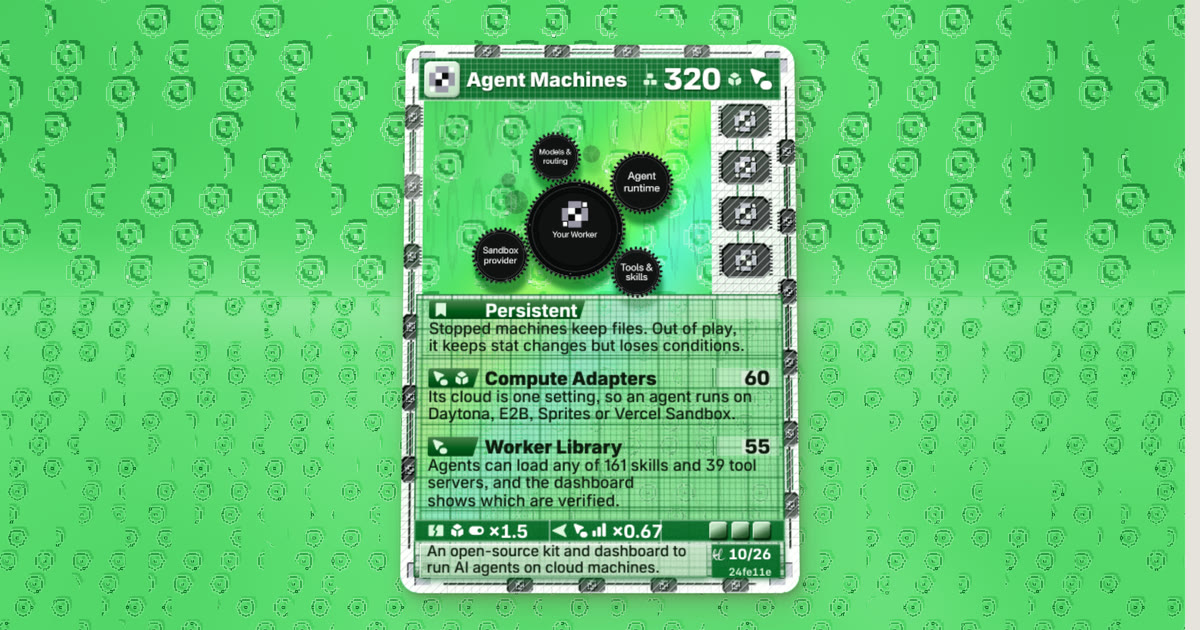 Agent Machines 320
Models &
routing
Agent
runtime
Your Worker
Sandbox
provider
Tools &
skills
Persistent
Stopped machines keep files. Out of play,
it keeps stat changes but loses conditions.
Compute Adapters 60
Its cloud is one setting, so an agent runs on
Daytona, E2B, Sprites or Vercel Sandbox.
Worker Library 55
Agents can load any of 161 skills and 39 tool
servers, and the dashboard
shows which are verified.
×1.5 ×0.67
An open-source kit and dashboard to
run AI agents on cloud machines.
10/26
24fe11e